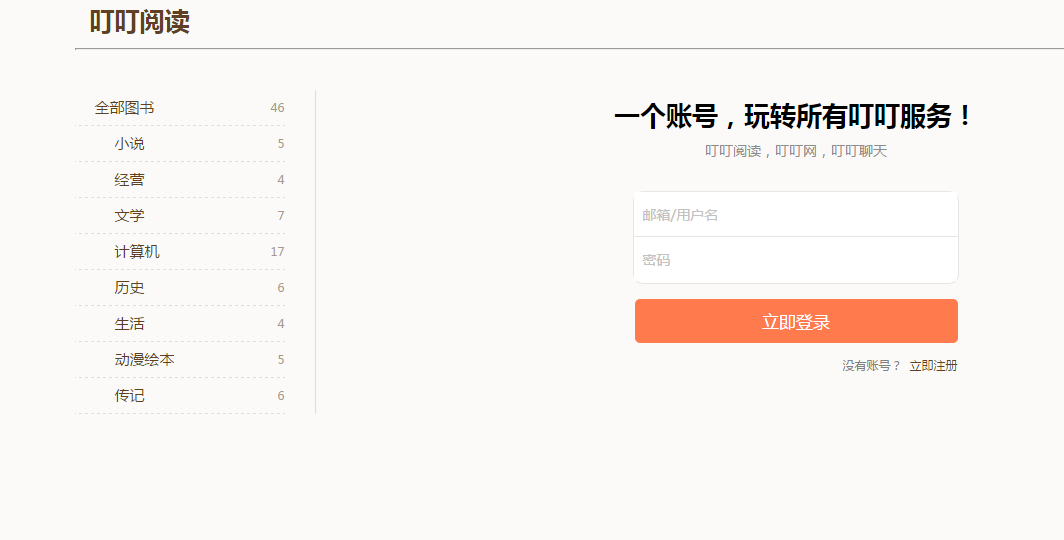 叮叮阅读
全部图书 46
小说 5
经营 4
文学 7
计算机 17
历史 6
生活 4
动漫绘本 5
传记 6
一个账号，玩转所有叮叮服务！
叮叮阅读，叮叮网，叮叮聊天
邮箱/用户名
密码
立即登录
没有账号？ 立即注册